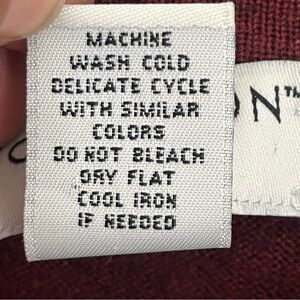 MACHINE
WASH COLD
DELICATE CYCLE
WITH SIMILAR
COLORS
DO NOT BLEACH
DRY FLAT
COOL IRON
IF NEEDED